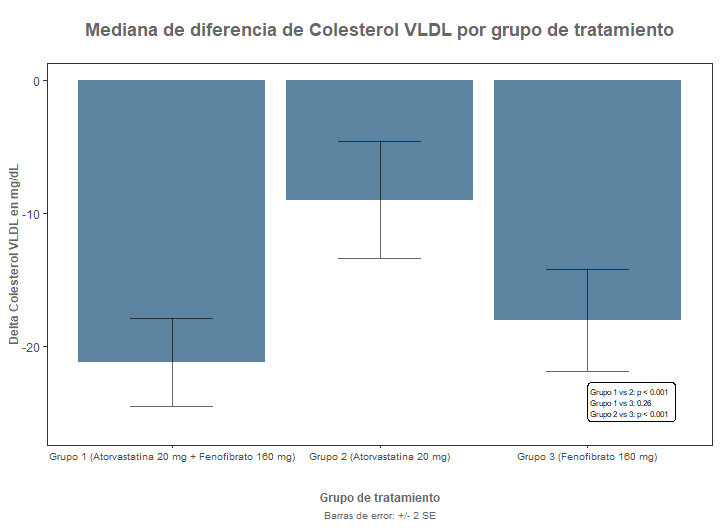 Mediana de diferencia de Colesterol VLDL por grupo de tratamiento
Delta Colesterol VLDL en mg/dL
0
-10
-20
Grupo 1 vs 2: p < 0.001
Grupo 1 vs 3: 0.26
Grupo 2 vs 3: p < 0.001
Grupo 1 (Atorvastatina 20 mg + Fenofibrato 160 mg)
Grupo 2 (Atorvastatina 20 mg)
Grupo 3 (Fenofibrato 160 mg)
Grupo de tratamiento
Barras de error: +/- 2 SE